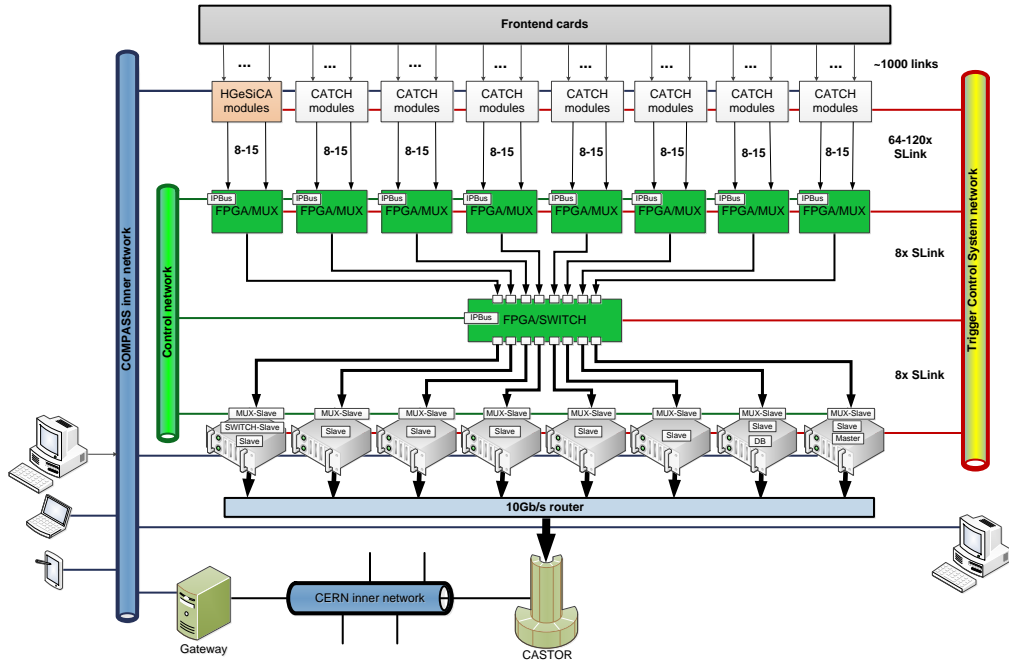 Frontend cards
... ... ... ... ... ... ... ...
~1000 links
HGeSiCA
modules
CATCH
modules
CATCH
modules
CATCH
modules
CATCH
modules
CATCH
modules
CATCH
modules
CATCH
modules
8-15 8-15 8-15 8-15 8-15 8-15 8-15 8-15
64-120x
SLink
IPBus IPBus IPBus IPBus IPBus IPBus IPBus IPBus
FPGA/MUX FPGA/MUX FPGA/MUX FPGA/MUX FPGA/MUX FPGA/MUX FPGA/MUX FPGA/MUX
8x SLink
COMPASS inner network
Control network
Trigger Control System network
IPBus
FPGA/SWITCH
8x SLink
MUX-Slave MUX-Slave MUX-Slave MUX-Slave MUX-Slave MUX-Slave MUX-Slave MUX-Slave
SWITCH-Slave
Slave
Slave
Slave
Slave
Slave
Slave
Slave
DB
Slave
Master
10Gb/s router
CERN inner network
Gateway
CASTOR